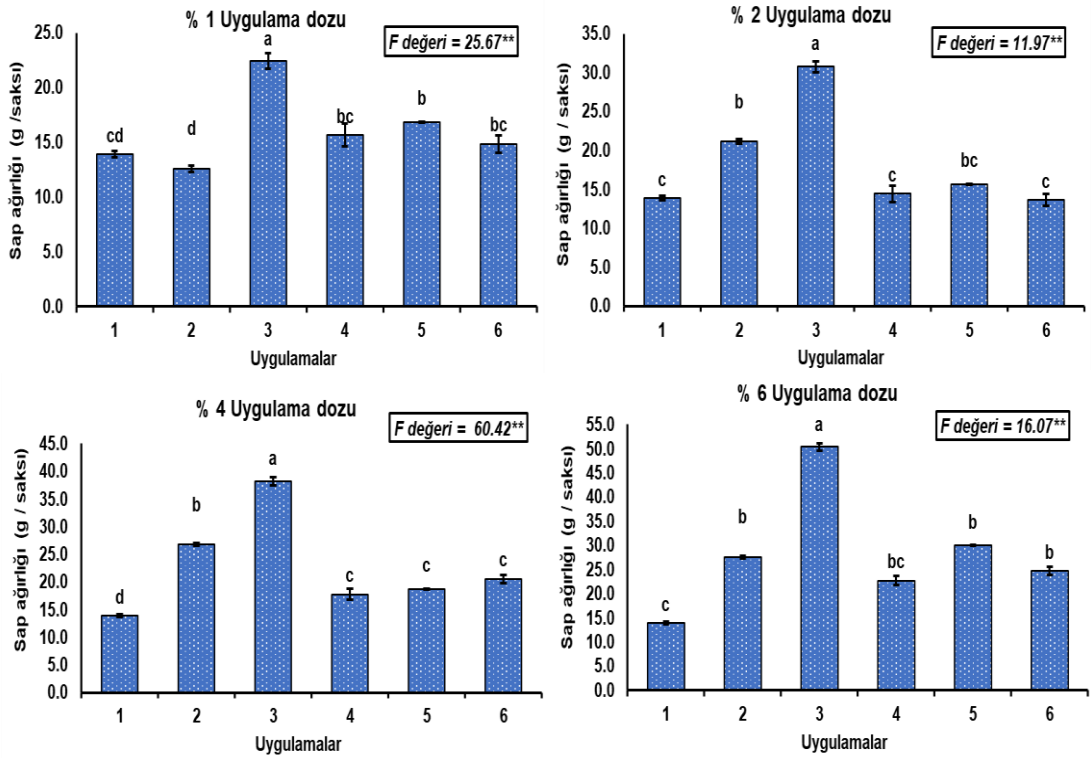 % 1 Uygulama dozu
F değeri = 25.67**
Sap ağırlığı (g /saksı)
25.0
20.0
15.0
10.0
5.0
0.0
cd
d
a
bc
b
bc
1 2 3 4 5 6
Uygulamalar
% 2 Uygulama dozu
F değeri = 11.97**
Sap ağırlığı (g / saksı)
35.0
30.0
25.0
20.0
15.0
10.0
5.0
0.0
c
b
a
c
bc
c
1 2 3 4 5 6
Uygulamalar
% 4 Uygulama dozu
F değeri = 60.42**
Sap ağırlığı (g / saksı)
45.0
40.0
35.0
30.0
25.0
20.0
15.0
10.0
5.0
0.0
d
b
a
c
c
c
1 2 3 4 5 6
Uygulamalar
% 6 Uygulama dozu
F değeri = 16.07**
Sap ağırlığı (g / saksı)
55.0
50.0
45.0
40.0
35.0
30.0
25.0
20.0
15.0
10.0
5.0
0.0
c
b
a
bc
b
b
1 2 3 4 5 6
Uygulamalar